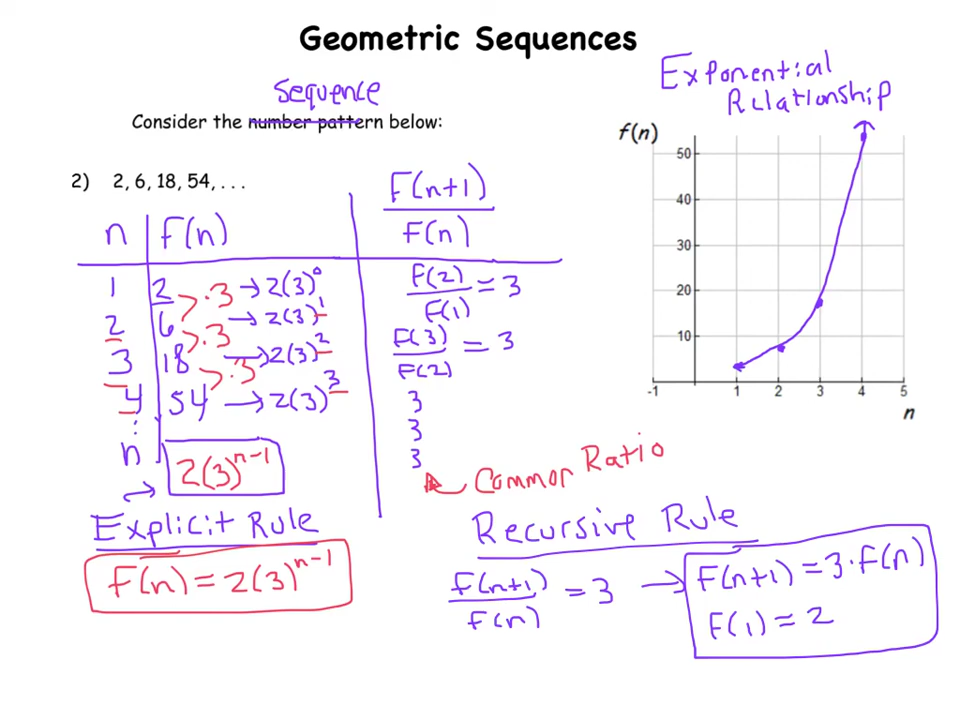 Geometric Sequences
Exponential
Relationship
Sequence
Consider the number pattern below:
2) 2, 6, 18, 54, . . .
n F(n) F(n+1)/F(n)
1 2 → 2(3)^0 F(2)/F(1) = 3
>·3
2 6 → 2(3)^1 F(3)/F(2) = 3
>·3
3 18 → 2(3)^2 3
>·3
4 54 → 2(3)^3 3
⋮ 3
n 2(3)^{n-1}
Common Ratio
f(n)
50
40
30
20
10
-1 1 2 3 4 5
n
Explicit Rule
F(n) = 2(3)^{n-1}
Recursive Rule
F(n+1)/F(n) = 3 → F(n+1) = 3·F(n)
F(1) = 2